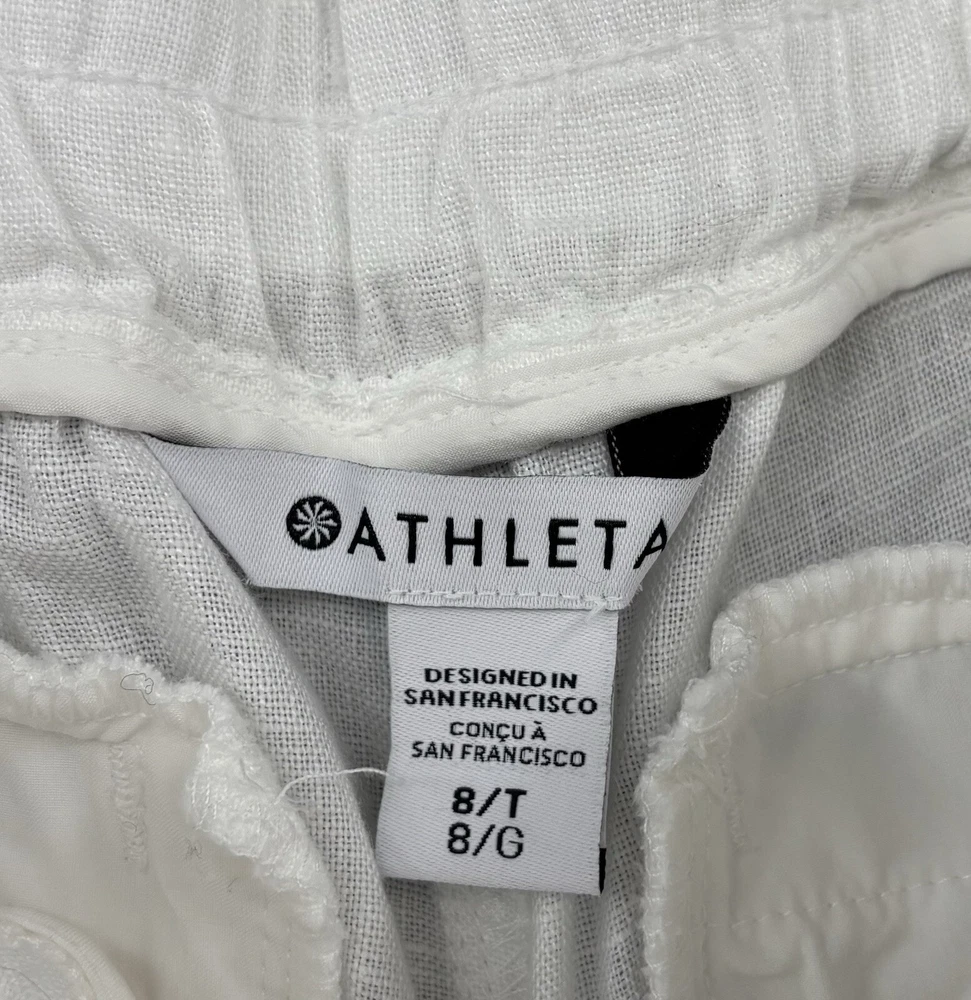 ATHLETA
DESIGNED IN
SAN FRANCISCO
CONÇU À
SAN FRANCISCO
8/T
8/G